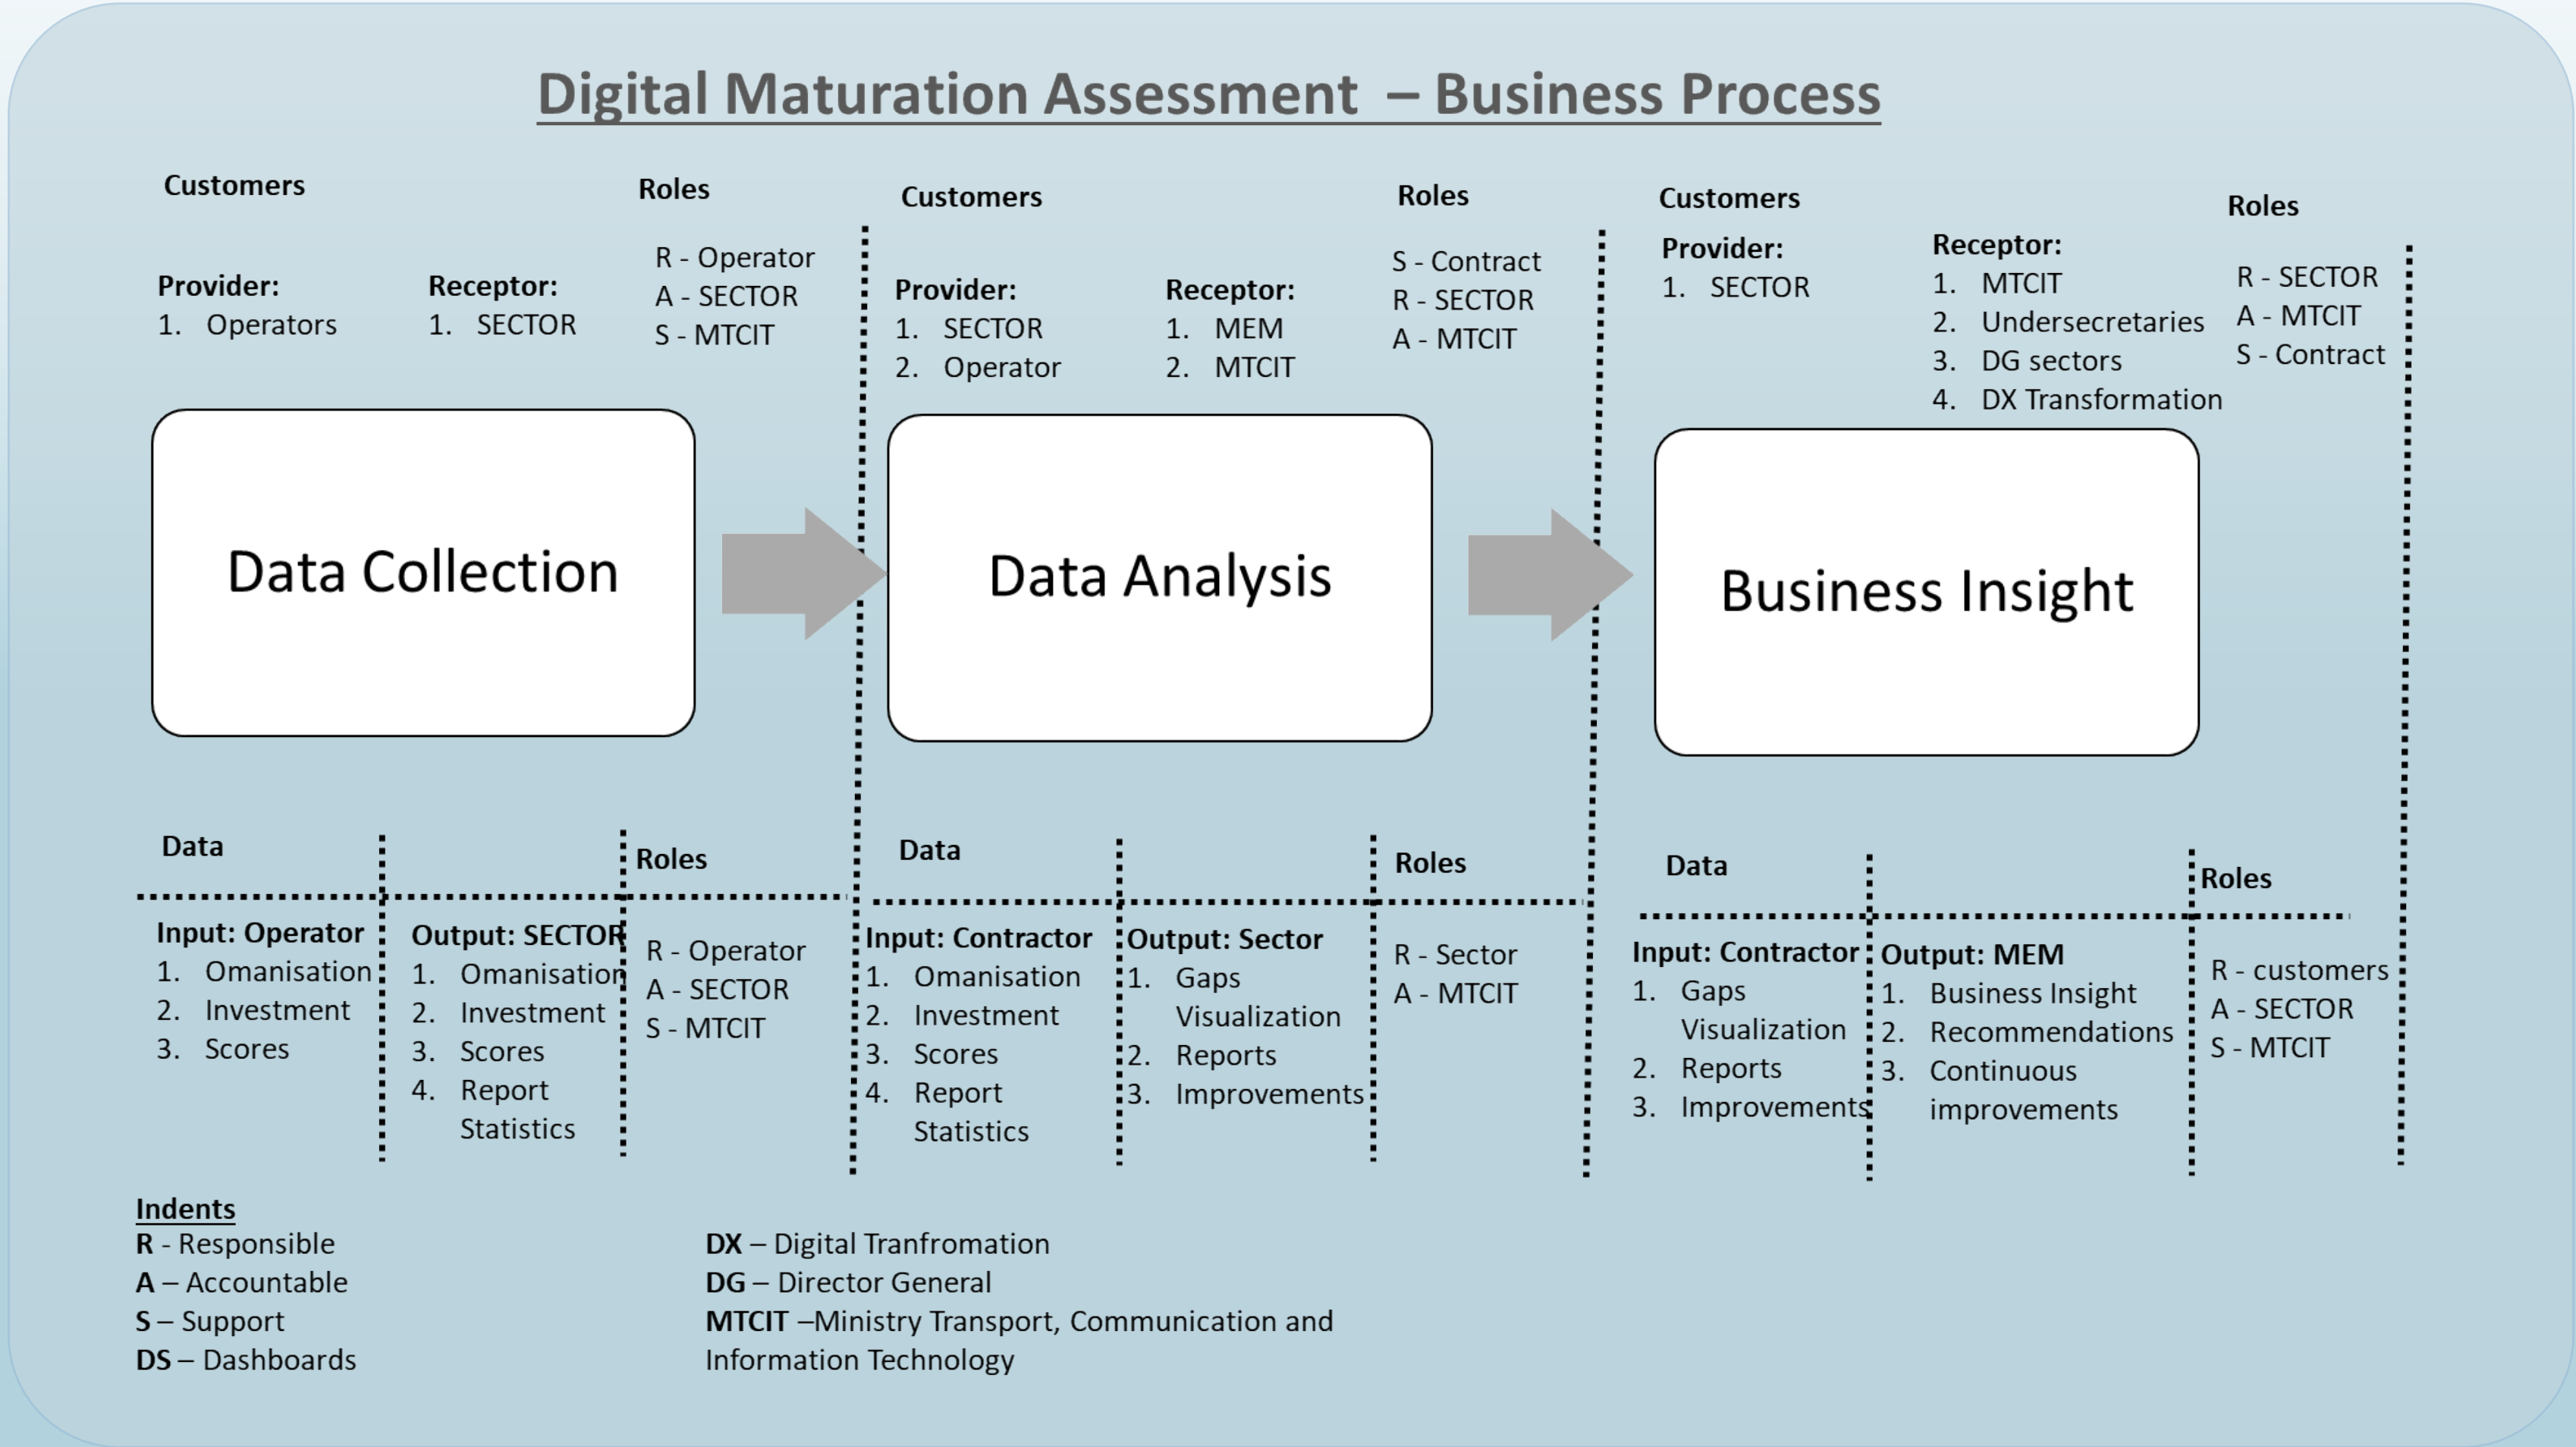 Digital Maturation Assessment – Business Process
Customers
Roles
Provider:
1. Operators
Receptor:
1. SECTOR
R - Operator
A - SECTOR
S - MTCIT
Data Collection
Data
Roles
Input: Operator
1. Omanisation
2. Investment
3. Scores
Output: SECTOR
1. Omanisation
2. Investment
3. Scores
4. Report
Statistics
R - Operator
A - SECTOR
S - MTCIT
Customers
Roles
Provider:
1. SECTOR
2. Operator
Receptor:
1. MEM
2. MTCIT
S - Contract
R - SECTOR
A - MTCIT
Data Analysis
Data
Roles
Input: Contractor
1. Omanisation
2. Investment
3. Scores
4. Report
Statistics
Output: Sector
1. Gaps
Visualization
2. Reports
3. Improvements
R - Sector
A - MTCIT
Customers
Roles
Provider:
1. SECTOR
Receptor:
1. MTCIT
2. Undersecretaries
3. DG sectors
4. DX Transformation
R - SECTOR
A - MTCIT
S - Contract
Business Insight
Data
Roles
Input: Contractor
1. Gaps
Visualization
2. Reports
3. Improvements
Output: MEM
1. Business Insight
2. Recommendations
3. Continuous
improvements
R - customers
A - SECTOR
S - MTCIT
Indents
R - Responsible
A – Accountable
S – Support
DS – Dashboards
DX – Digital Tranfromation
DG – Director General
MTCIT –Ministry Transport, Communication and
Information Technology